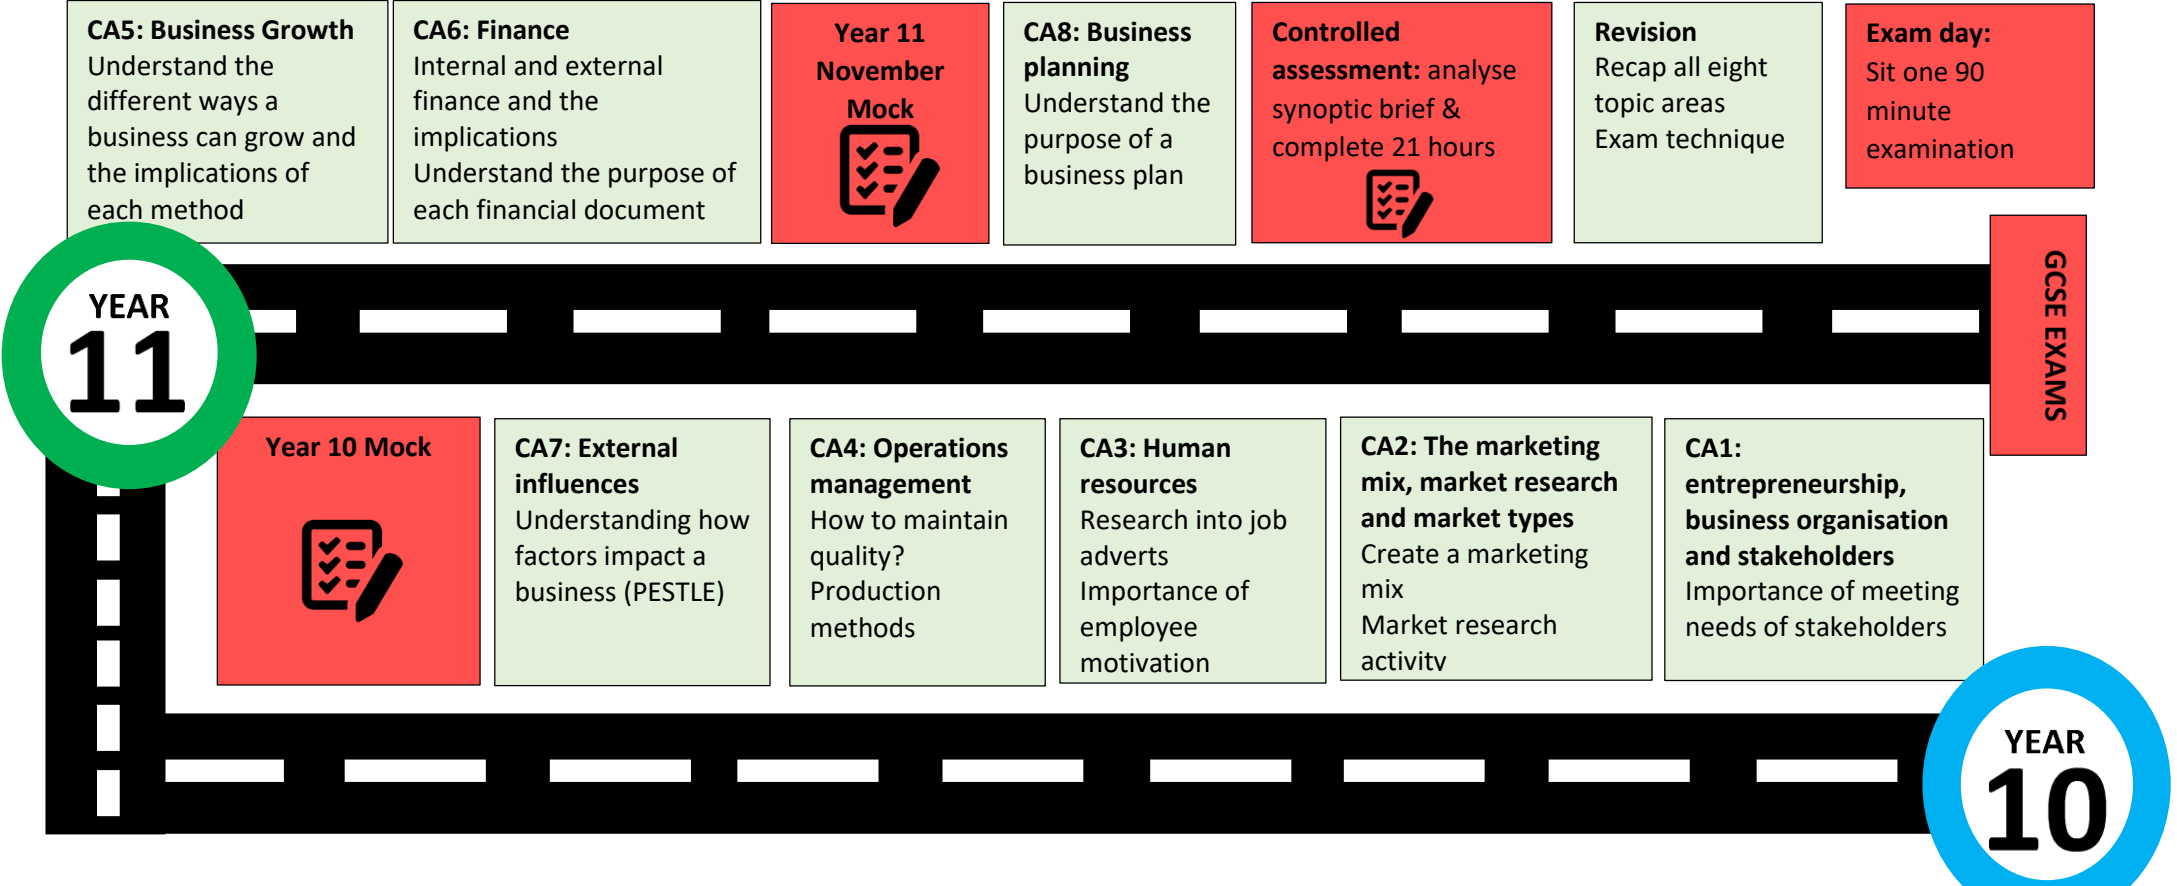 CA5: Business Growth
Understand the
different ways a
business can grow and
the implications of
each method
CA6: Finance
Internal and external
finance and the
implications
Understand the purpose of
each financial document
Year 11
November
Mock
CA8: Business
planning
Understand the
purpose of a
business plan
Controlled
assessment: analyse
synoptic brief &
complete 21 hours
Revision
Recap all eight
topic areas
Exam technique
Exam day:
Sit one 90
minute
examination
GCSE EXAMS
YEAR
11
Year 10 Mock
CA7: External
influences
Understanding how
factors impact a
business (PESTLE)
CA4: Operations
management
How to maintain
quality?
Production
methods
CA3: Human
resources
Research into job
adverts
Importance of
employee
motivation
CA2: The marketing
mix, market research
and market types
Create a marketing
mix
Market research
activity
CA1:
entrepreneurship,
business organisation
and stakeholders
Importance of meeting
needs of stakeholders
YEAR
10